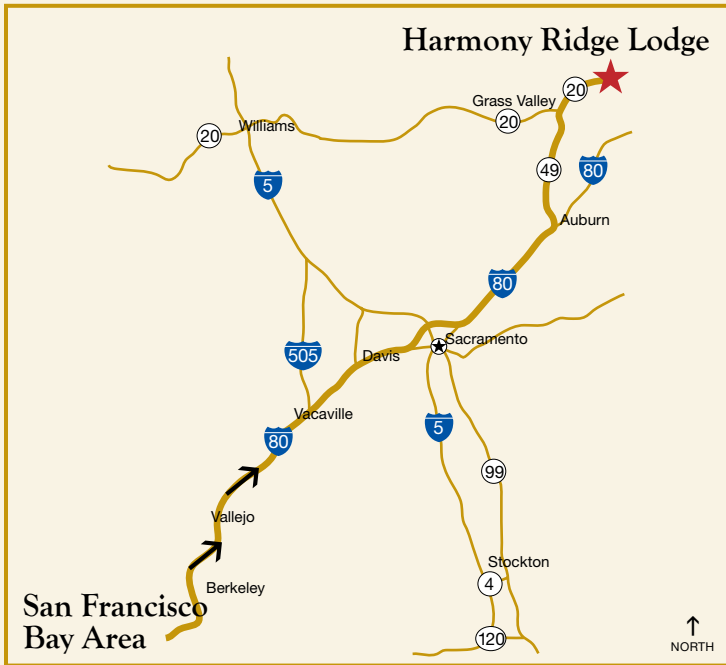 Harmony Ridge Lodge
20
Grass Valley
20
Williams
20
49
80
5
Auburn
80
Sacramento
505
Davis
Vacaville
5
80
99
Vallejo
Stockton
4
Berkeley
San Francisco
Bay Area
120
NORTH